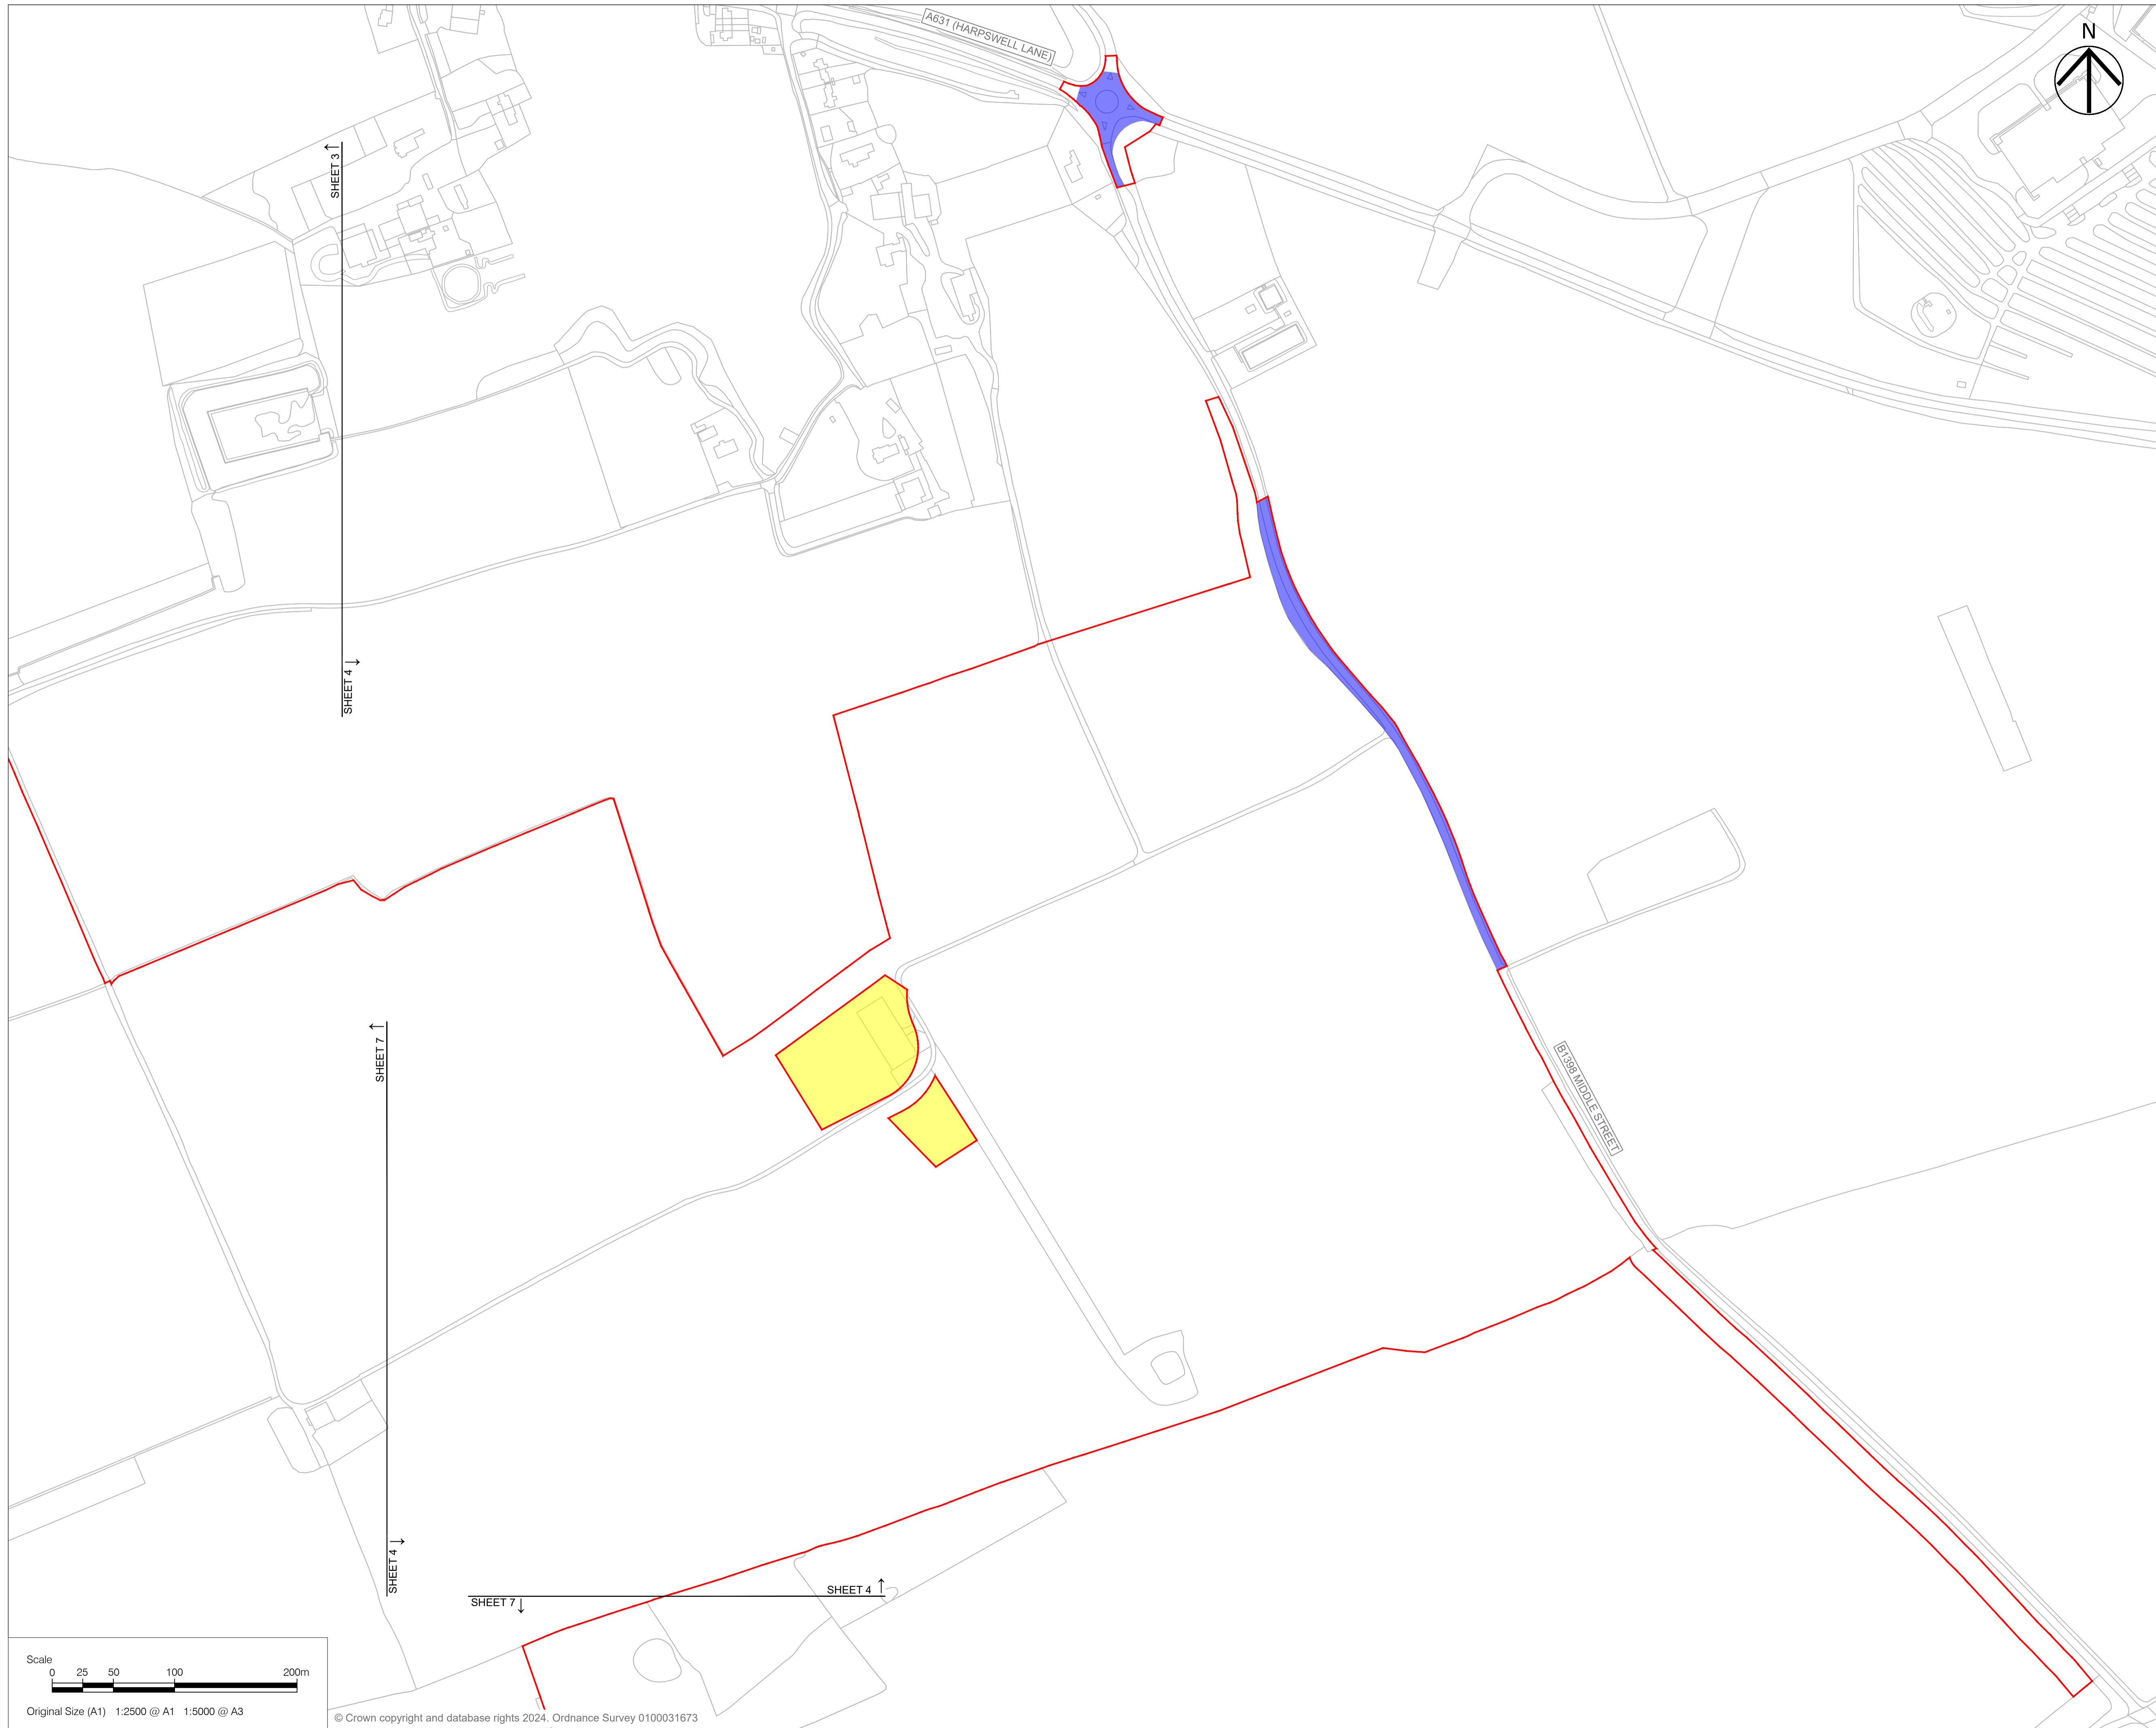 A631 (HARPSWELL LANE)
N
SHEET 3
SHEET 4
SHEET 7
SHEET 4
B1398 MIDDLE STREET
SHEET 4
SHEET 7
Scale
0 25 50 100 200m
Original Size (A1) 1:2500 @ A1 1:5000 @ A3
© Crown copyright and database rights 2024. Ordnance Survey 0100031673